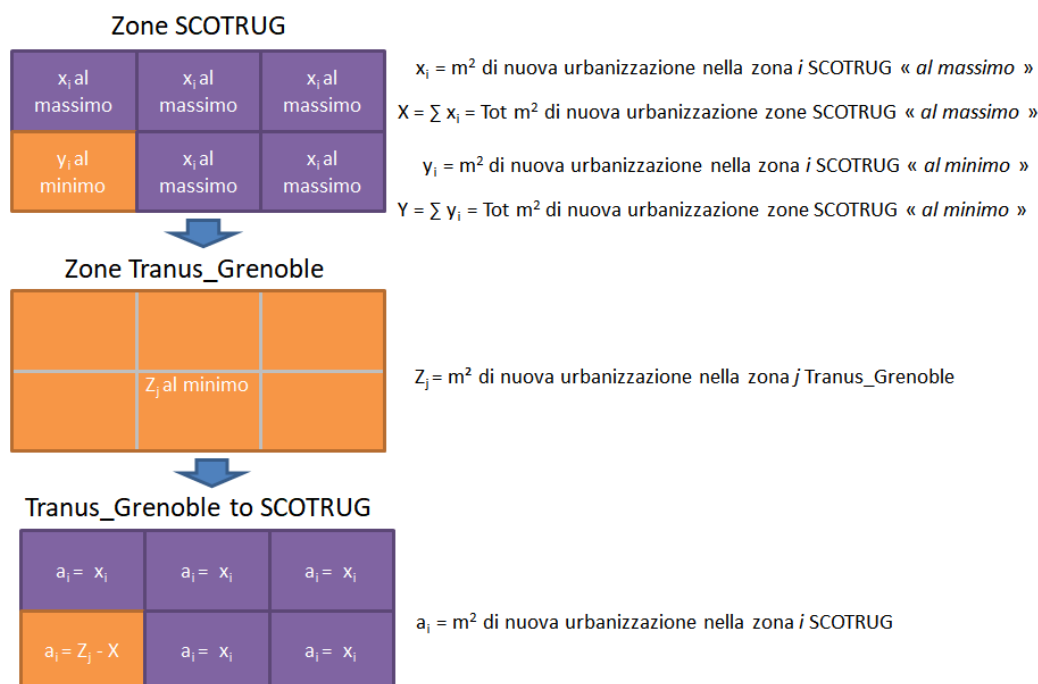 Zone SCOTRUG
xᵢ al massimo xᵢ al massimo xᵢ al massimo
yᵢ al minimo xᵢ al massimo xᵢ al massimo
xᵢ = m² di nuova urbanizzazione nella zona i SCOTRUG « al massimo »
X = ∑ xᵢ = Tot m² di nuova urbanizzazione zone SCOTRUG « al massimo »
yᵢ = m² di nuova urbanizzazione nella zona i SCOTRUG « al minimo »
Y = ∑ yᵢ = Tot m² di nuova urbanizzazione zone SCOTRUG « al minimo »
Zone Tranus_Grenoble
Zⱼ al minimo
Zⱼ = m² di nuova urbanizzazione nella zona j Tranus_Grenoble
Tranus_Grenoble to SCOTRUG
aᵢ = xᵢ aᵢ = xᵢ aᵢ = xᵢ
aᵢ = Zⱼ - X aᵢ = xᵢ aᵢ = xᵢ
aᵢ = m² di nuova urbanizzazione nella zona i SCOTRUG